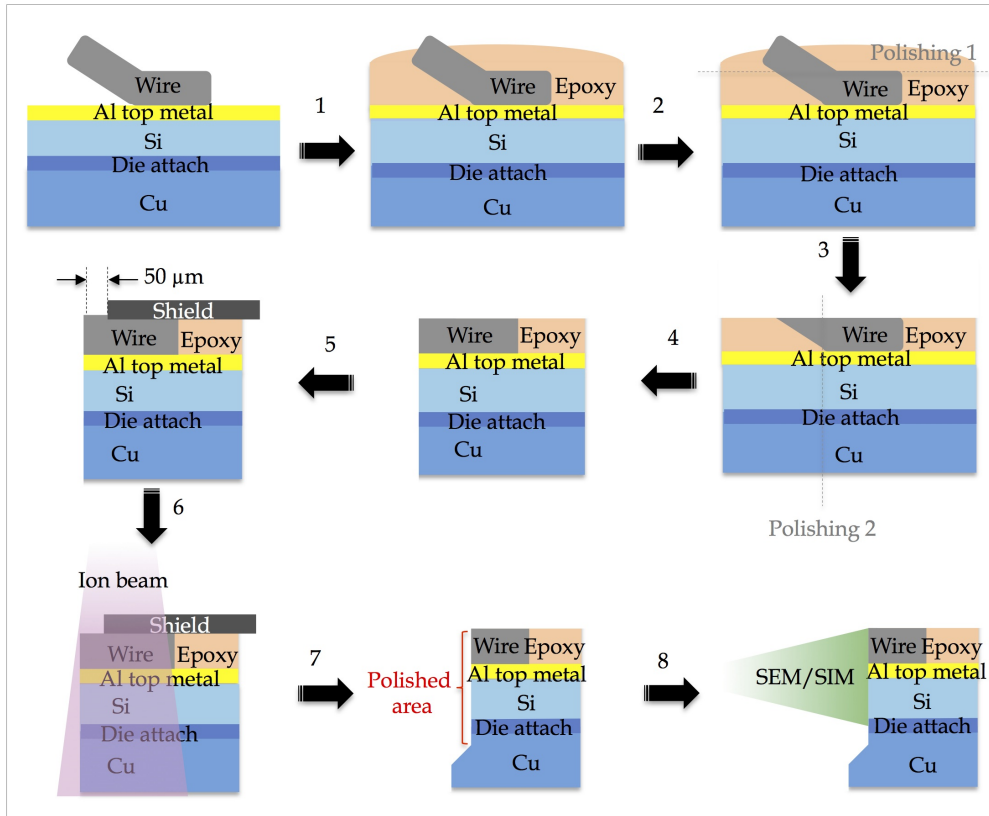 Wire
Al top metal
Si
Die attach
Cu
1
Wire
Epoxy
Al top metal
Si
Die attach
Cu
2
Polishing 1
Wire
Epoxy
Al top metal
Si
Die attach
Cu
3
Wire
Epoxy
Al top metal
Si
Die attach
Cu
Polishing 2
4
Wire
Epoxy
Al top metal
Si
Die attach
Cu
5
50 µm
Shield
Wire
Epoxy
Al top metal
Si
Die attach
Cu
6
Ion beam
Shield
Wire
Epoxy
Al top metal
Si
Die attach
Cu
7
Polished
area
Wire
Epoxy
Al top metal
Si
Die attach
Cu
8
SEM/SIM
Wire
Epoxy
Al top metal
Si
Die attach
Cu